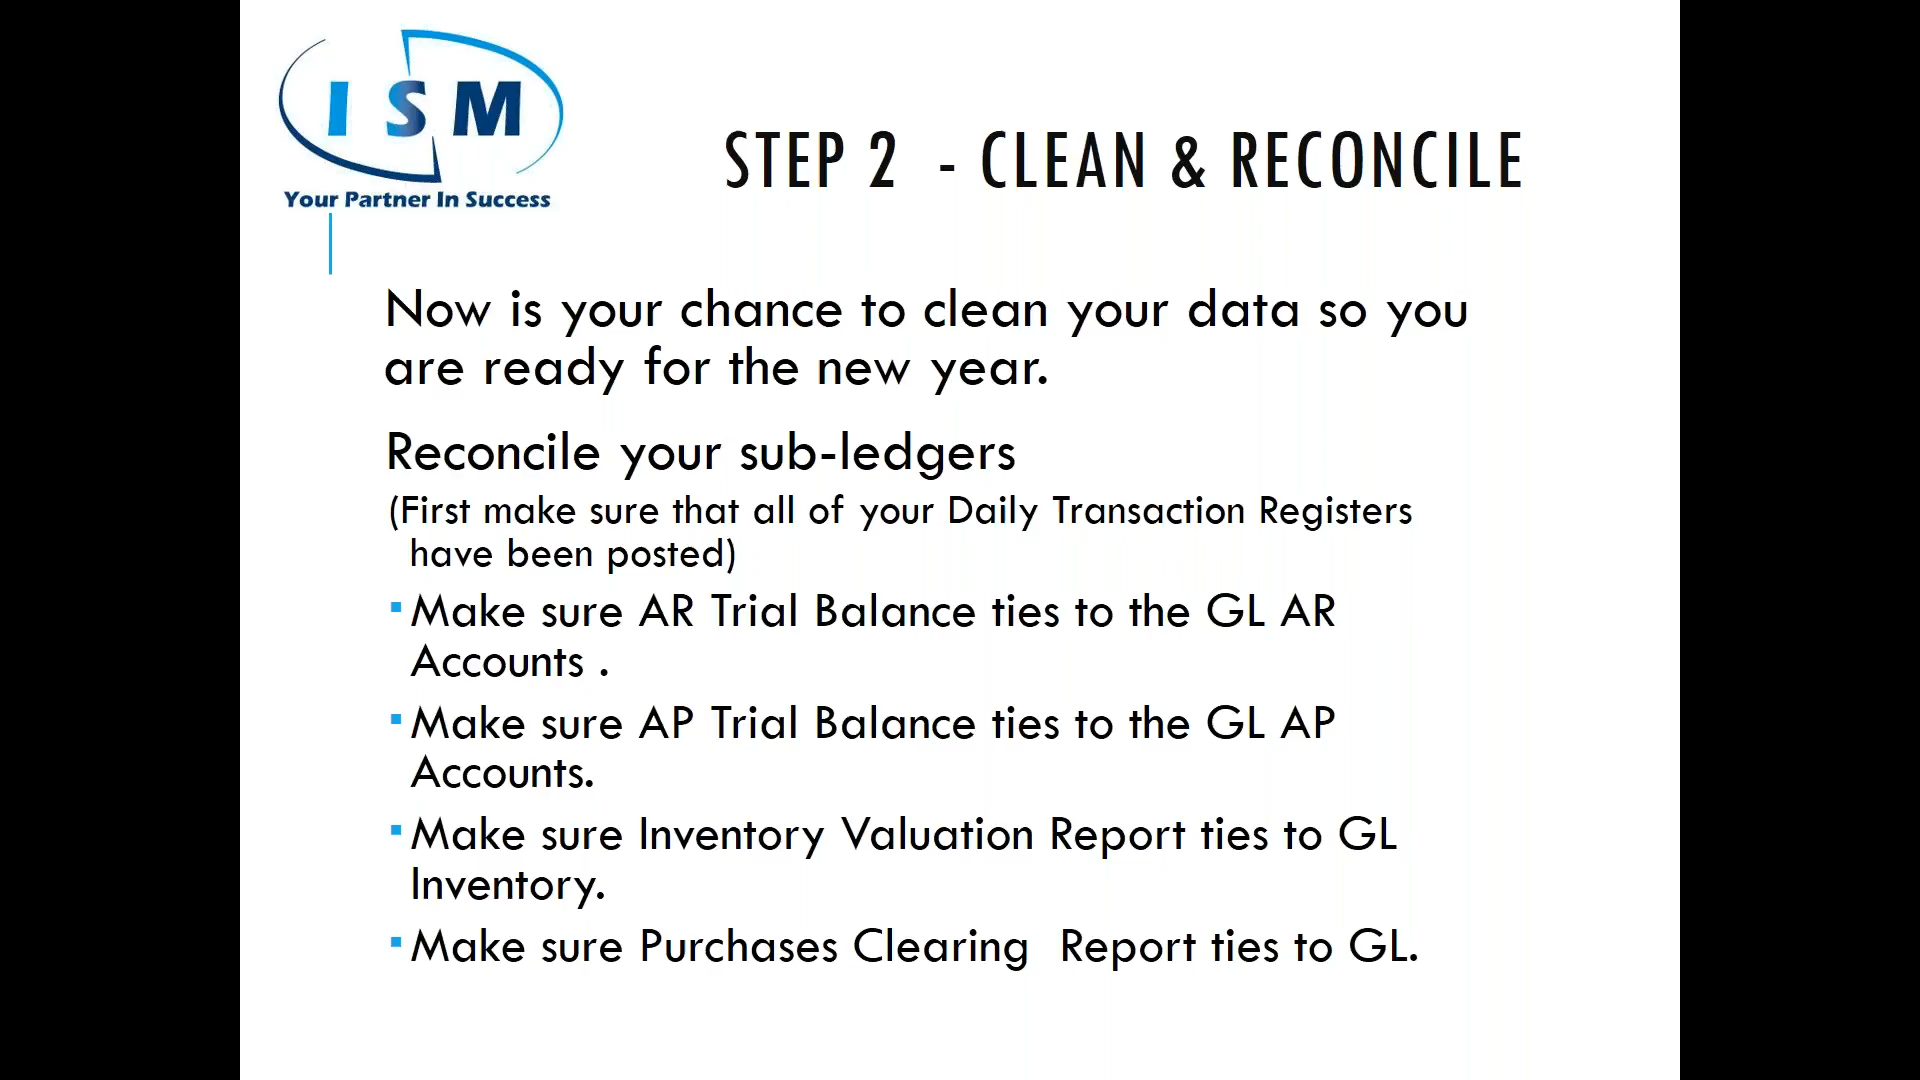 I S M
Your Partner In Success
STEP 2 - CLEAN & RECONCILE
Now is your chance to clean your data so you
are ready for the new year.
Reconcile your sub-ledgers
(First make sure that all of your Daily Transaction Registers
have been posted)
▪Make sure AR Trial Balance ties to the GL AR
Accounts .
▪Make sure AP Trial Balance ties to the GL AP
Accounts.
▪Make sure Inventory Valuation Report ties to GL
Inventory.
▪Make sure Purchases Clearing  Report ties to GL.